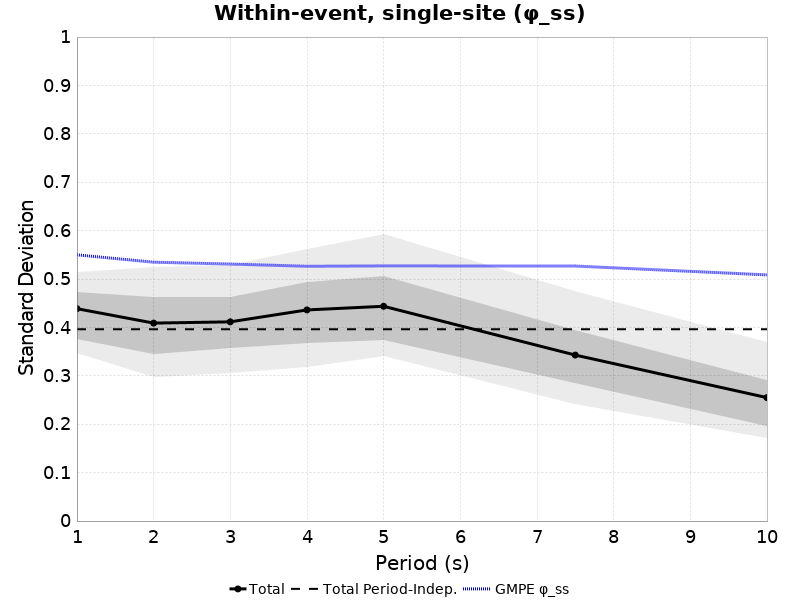 Within-event, single-site (φ_ss)
Standard Deviation
1
0.9
0.8
0.7
0.6
0.5
0.4
0.3
0.2
0.1
0
1 2 3 4 5 6 7 8 9 10
Period (s)
Total Total Period-Indep. GMPE φ_ss